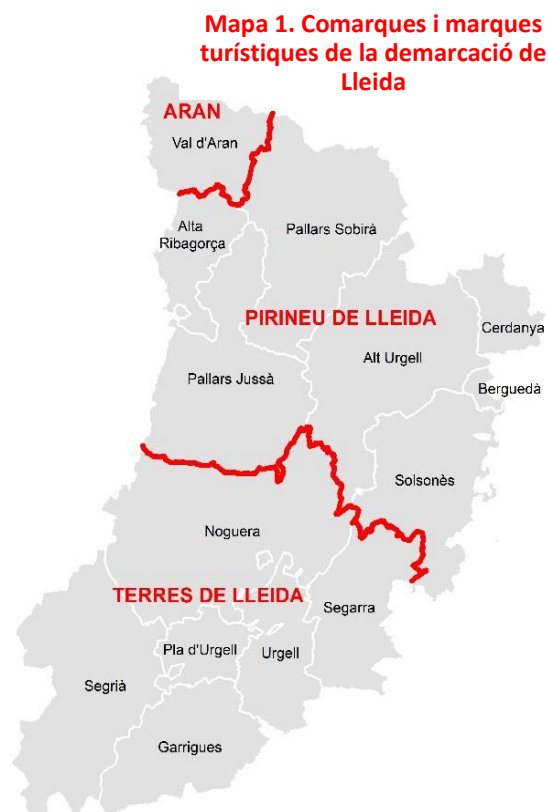 Mapa 1. Comarques i marques
turístiques de la demarcació de
Lleida
ARAN
Val d'Aran
Alta
Ribagorça
Pallars Sobirà
PIRINEU DE LLEIDA
Cerdanya
Alt Urgell
Pallars Jussà
Berguedà
Solsonès
Noguera
TERRES DE LLEIDA
Segarra
Pla d'Urgell
Urgell
Segrià
Garrigues